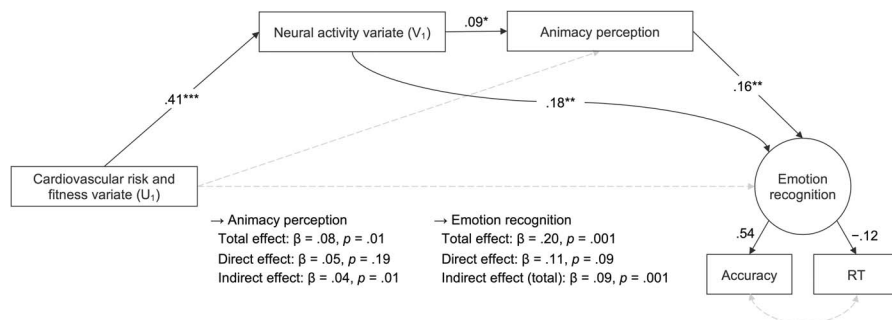 .09*
Neural activity variate (V₁)
Animacy perception
.41***
.18**
.16**
Cardiovascular risk and
fitness variate (U₁)
Emotion
recognition
→ Animacy perception
Total effect: β = .08, p = .01
Direct effect: β = .05, p = .19
Indirect effect: β = .04, p = .01
→ Emotion recognition
Total effect: β = .20, p = .001
Direct effect: β = .11, p = .09
Indirect effect (total): β = .09, p = .001
.54
−.12
Accuracy
RT